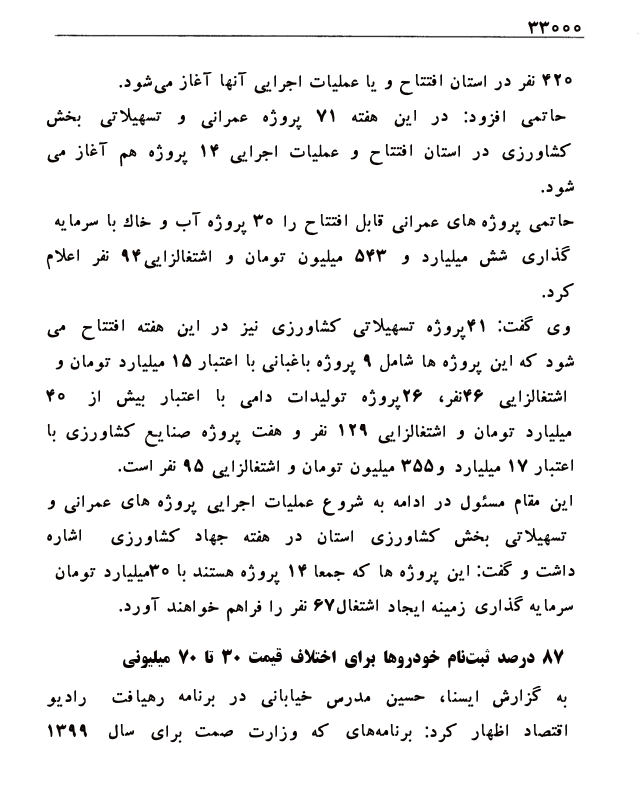 ۳۳۰۰۰
۴۲۰ نفر در استان افتتاح و یا عملیات اجرایی آنها آغاز می‌شود.
حاتمی افزود: در این هفته ۷۱ پروژه عمرانی و تسهیلاتی بخش
کشاورزی در استان افتتاح و عملیات اجرایی ۱۴ پروژه هم آغاز می
شود.
حاتمی پروژه های عمرانی قابل افتتاح را ۳۰ پروژه آب و خاك با سرمایه
گذاری شش میلیارد و ۵۴۳ میلیون تومان و اشتغالزایی۹۴ نفر اعلام
کرد.
وی گفت: ۴۱پروژه تسهیلاتی کشاورزی نیز در این هفته افتتاح می
شود که این پروژه ها شامل ۹ پروژه باغبانی با اعتبار ۱۵ میلیارد تومان و
اشتغالزایی ۴۶نفر، ۲۶پروژه تولیدات دامی با اعتبار بیش از ۴۰
میلیارد تومان و اشتغالزایی ۱۲۹ نفر و هفت پروژه صنایع کشاورزی با
اعتبار ۱۷ میلیارد و۳۵۵ میلیون تومان و اشتغالزایی ۹۵ نفر است.
این مقام مسئول در ادامه به شروع عملیات اجرایی پروژه های عمرانی و
تسهیلاتی بخش کشاورزی استان در هفته جهاد کشاورزی اشاره
داشت و گفت: این پروژه ها که جمعا ۱۴ پروژه هستند با ۳۰میلیارد تومان
سرمایه گذاری زمینه ایجاد اشتغال۶۷ نفر را فراهم خواهند آورد.
۸۷ درصد ثبت‌نام خودروها برای اختلاف قیمت ۳۰ تا ۷۰ میلیونی
به گزارش ایسنا، حسین مدرس خیابانی در برنامه رهیافت رادیو
اقتصاد اظهار کرد: برنامه‌های که وزارت صمت برای سال ۱۳۹۹